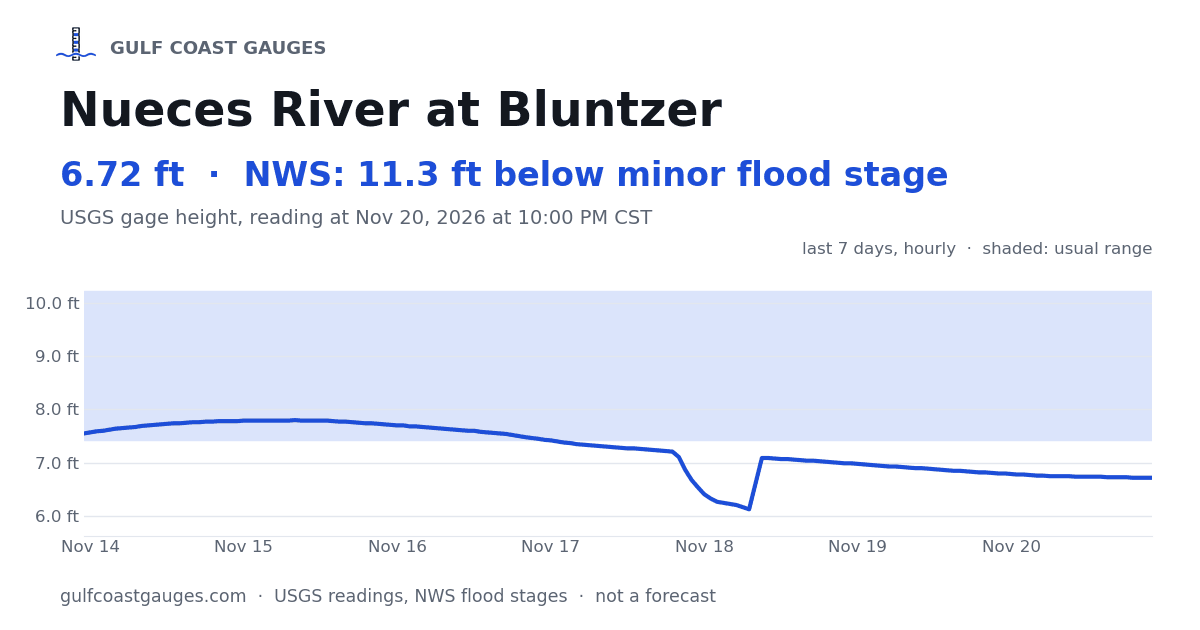 GULF COAST GAUGES
Nueces River at Bluntzer
6.72 ft · NWS: 11.3 ft below minor flood stage
USGS gage height, reading at Nov 20, 2026 at 10:00 PM CST
last 7 days, hourly · shaded: usual range
10.0 ft
9.0 ft
8.0 ft
7.0 ft
6.0 ft
Nov 14 Nov 15 Nov 16 Nov 17 Nov 18 Nov 19 Nov 20
gulfcoastgauges.com · USGS readings, NWS flood stages · not a forecast